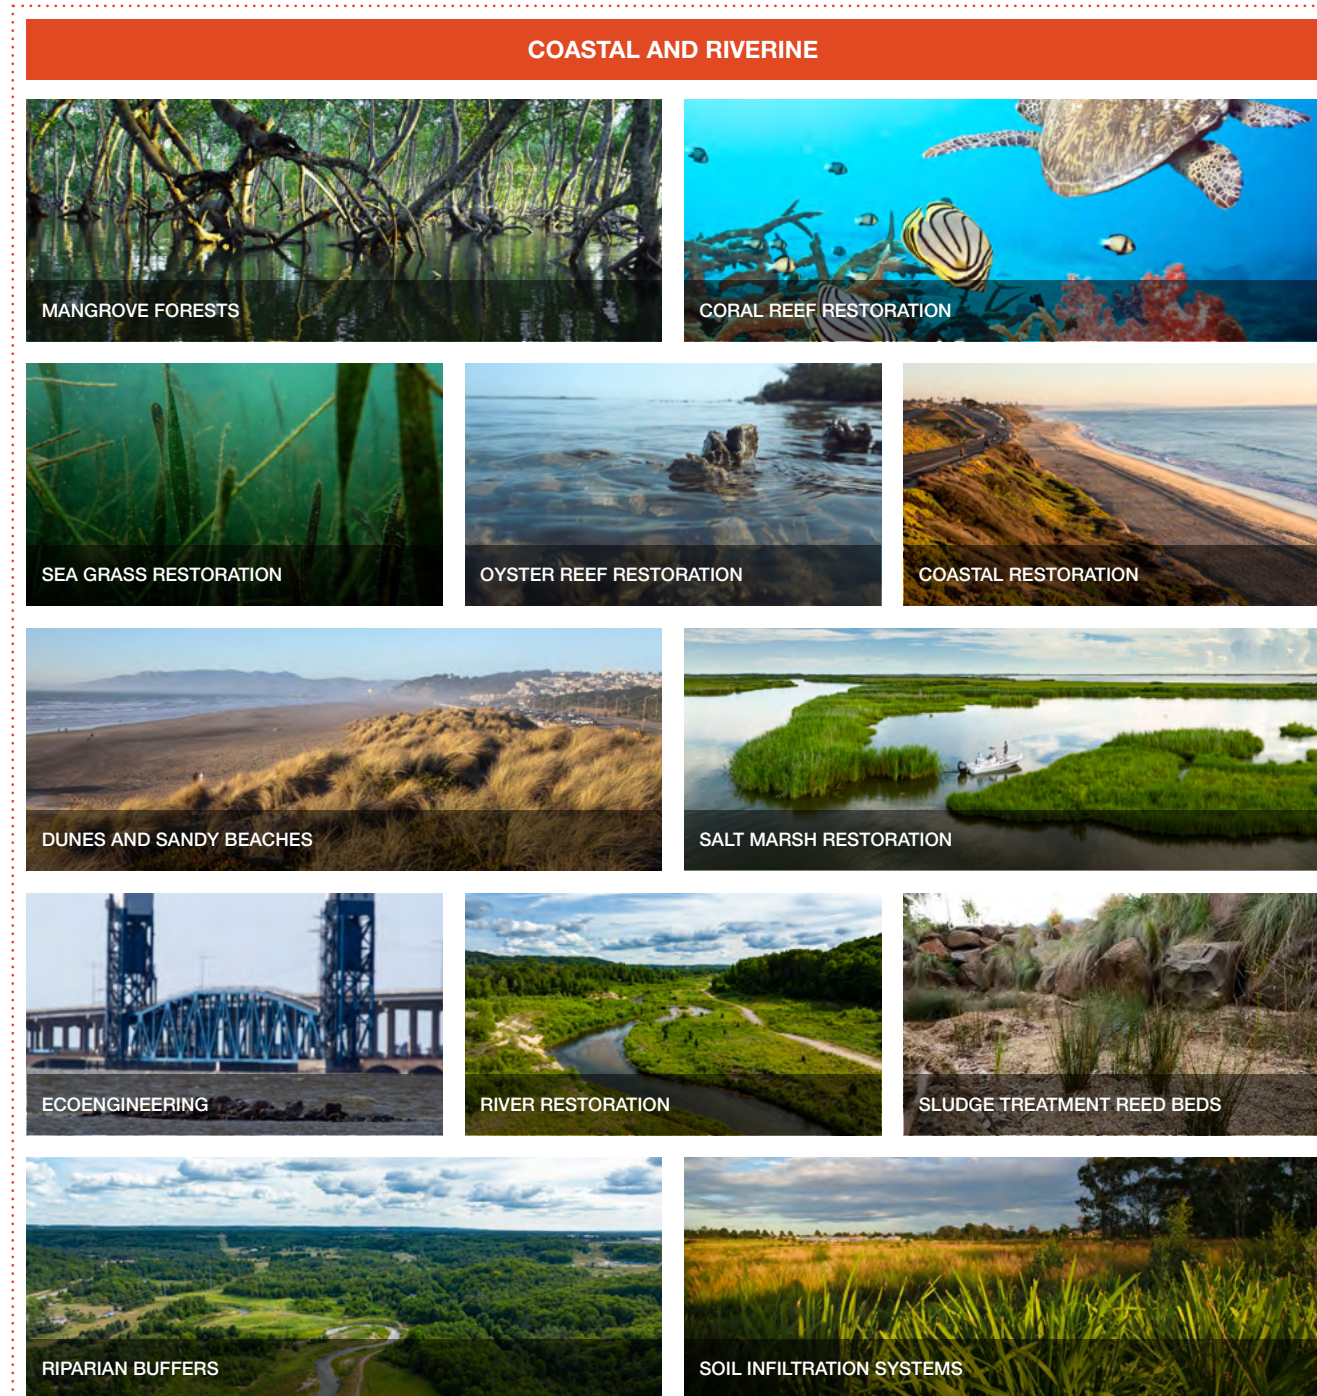 COASTAL AND RIVERINE
MANGROVE FORESTS
CORAL REEF RESTORATION
SEA GRASS RESTORATION
OYSTER REEF RESTORATION
COASTAL RESTORATION
DUNES AND SANDY BEACHES
SALT MARSH RESTORATION
ECOENGINEERING
RIVER RESTORATION
SLUDGE TREATMENT REED BEDS
RIPARIAN BUFFERS
SOIL INFILTRATION SYSTEMS